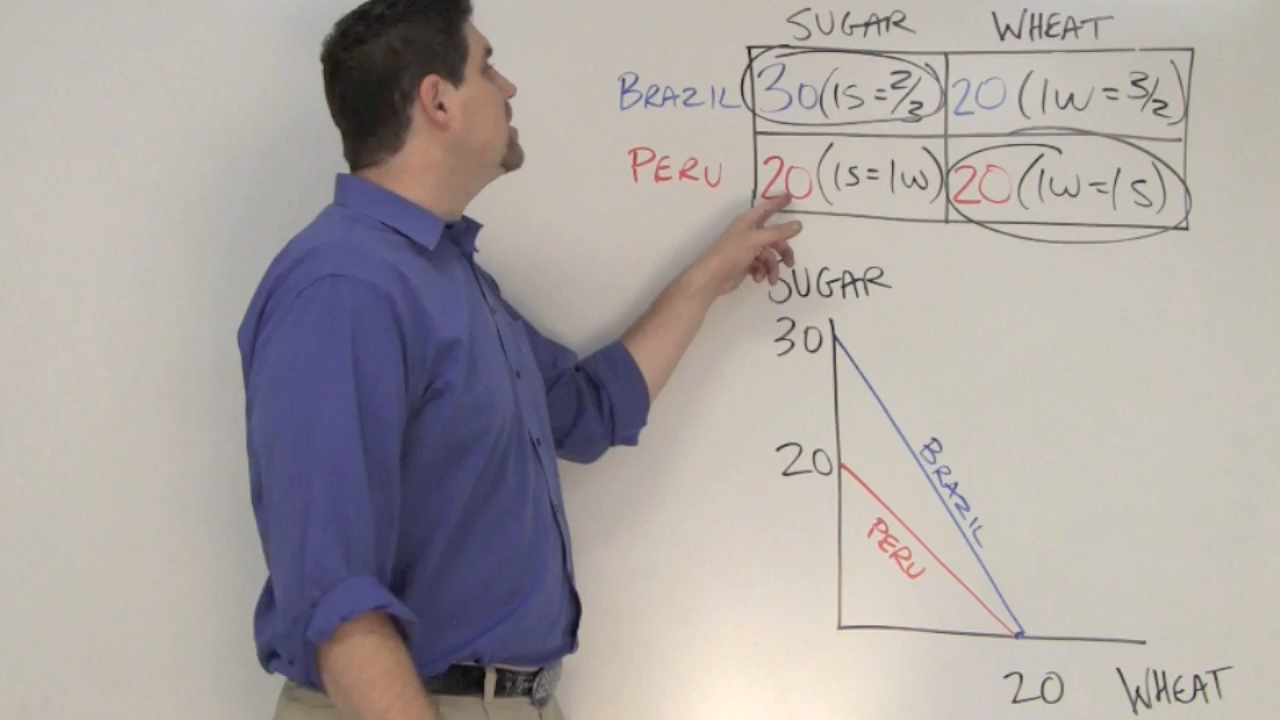 SUGAR WHEAT
BRAZIL 30 (1S = 2/3) 20 (1W = 3/2)
PERU 20 (1S = 1W) 20 (1W = 1S)
SUGAR
30
20
BRAZIL
PERU
20 WHEAT